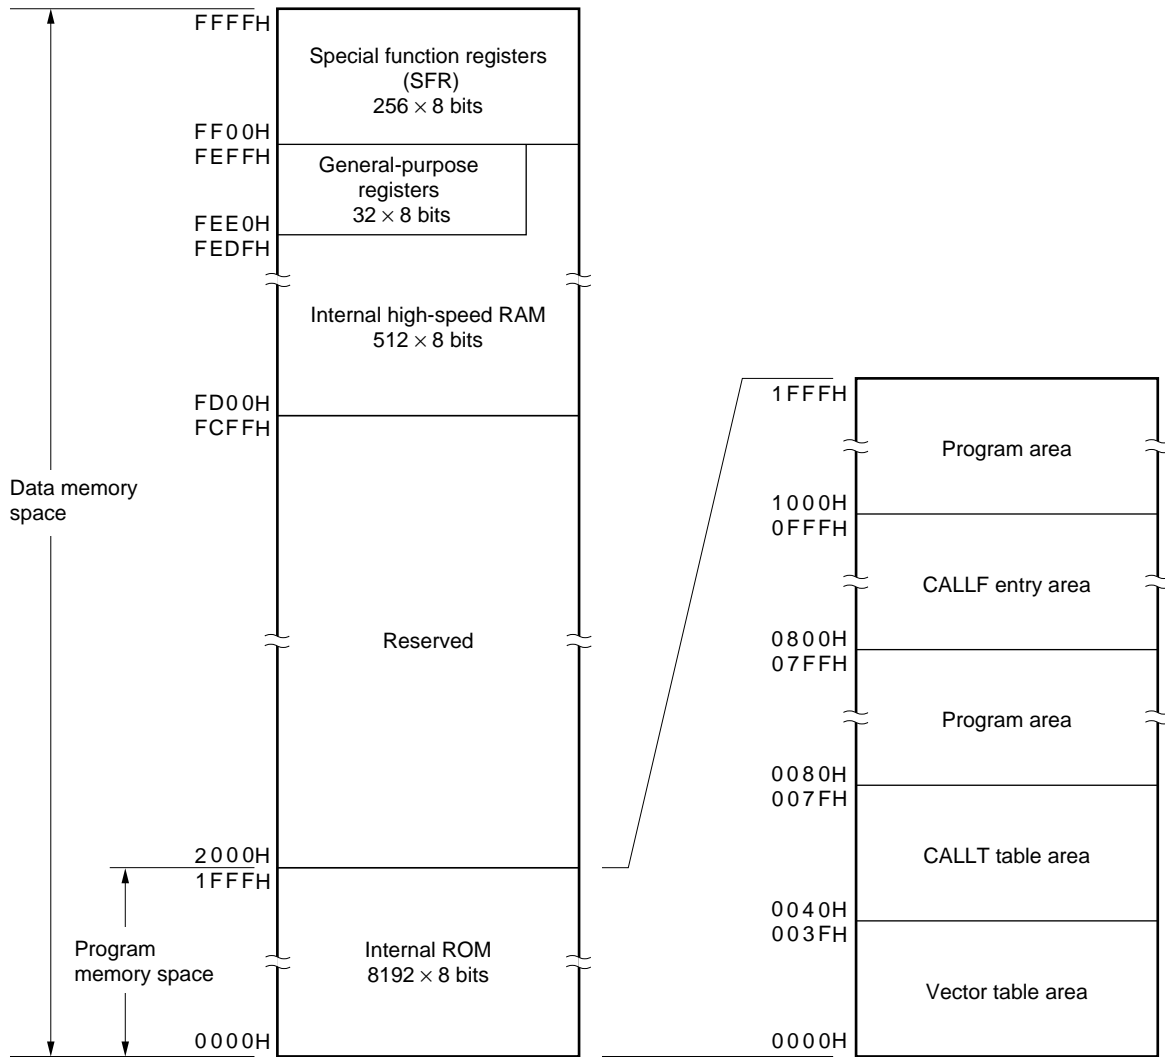 FFFFH
Special function registers
(SFR)
256 × 8 bits
FF00H
FEFFH
General-purpose
registers
32 × 8 bits
FEE0H
FEDFH
Internal high-speed RAM
512 × 8 bits
FD00H
FCFFH
Data memory
space
Reserved
2000H
1FFFH
Program
memory space
Internal ROM
8192 × 8 bits
0000H
1FFFH
Program area
1000H
0FFFH
CALLF entry area
0800H
07FFH
Program area
0080H
007FH
CALLT table area
0040H
003FH
Vector table area
0000H